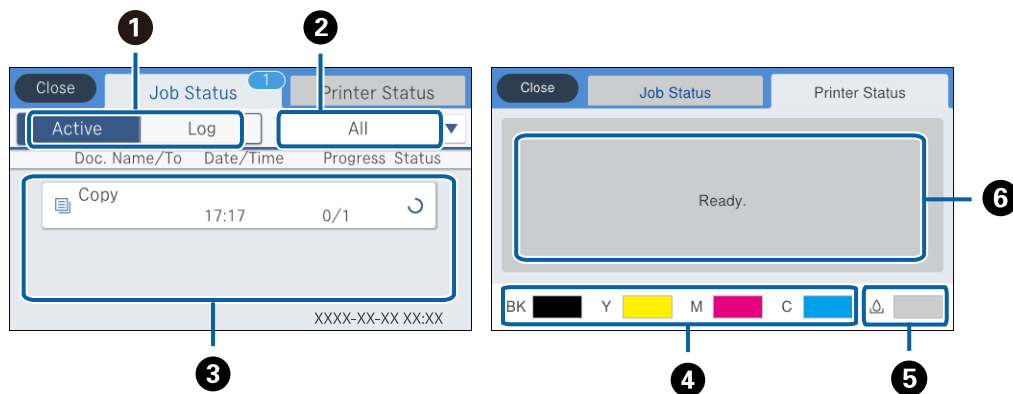 1 2
Close Job Status 1 Printer Status
Active Log All
Doc. Name/To Date/Time Progress Status
Copy
17:17 0/1
XXXX-XX-XX XX:XX
3
Close Job Status Printer Status
Ready.
6
BK Y M C
4 5